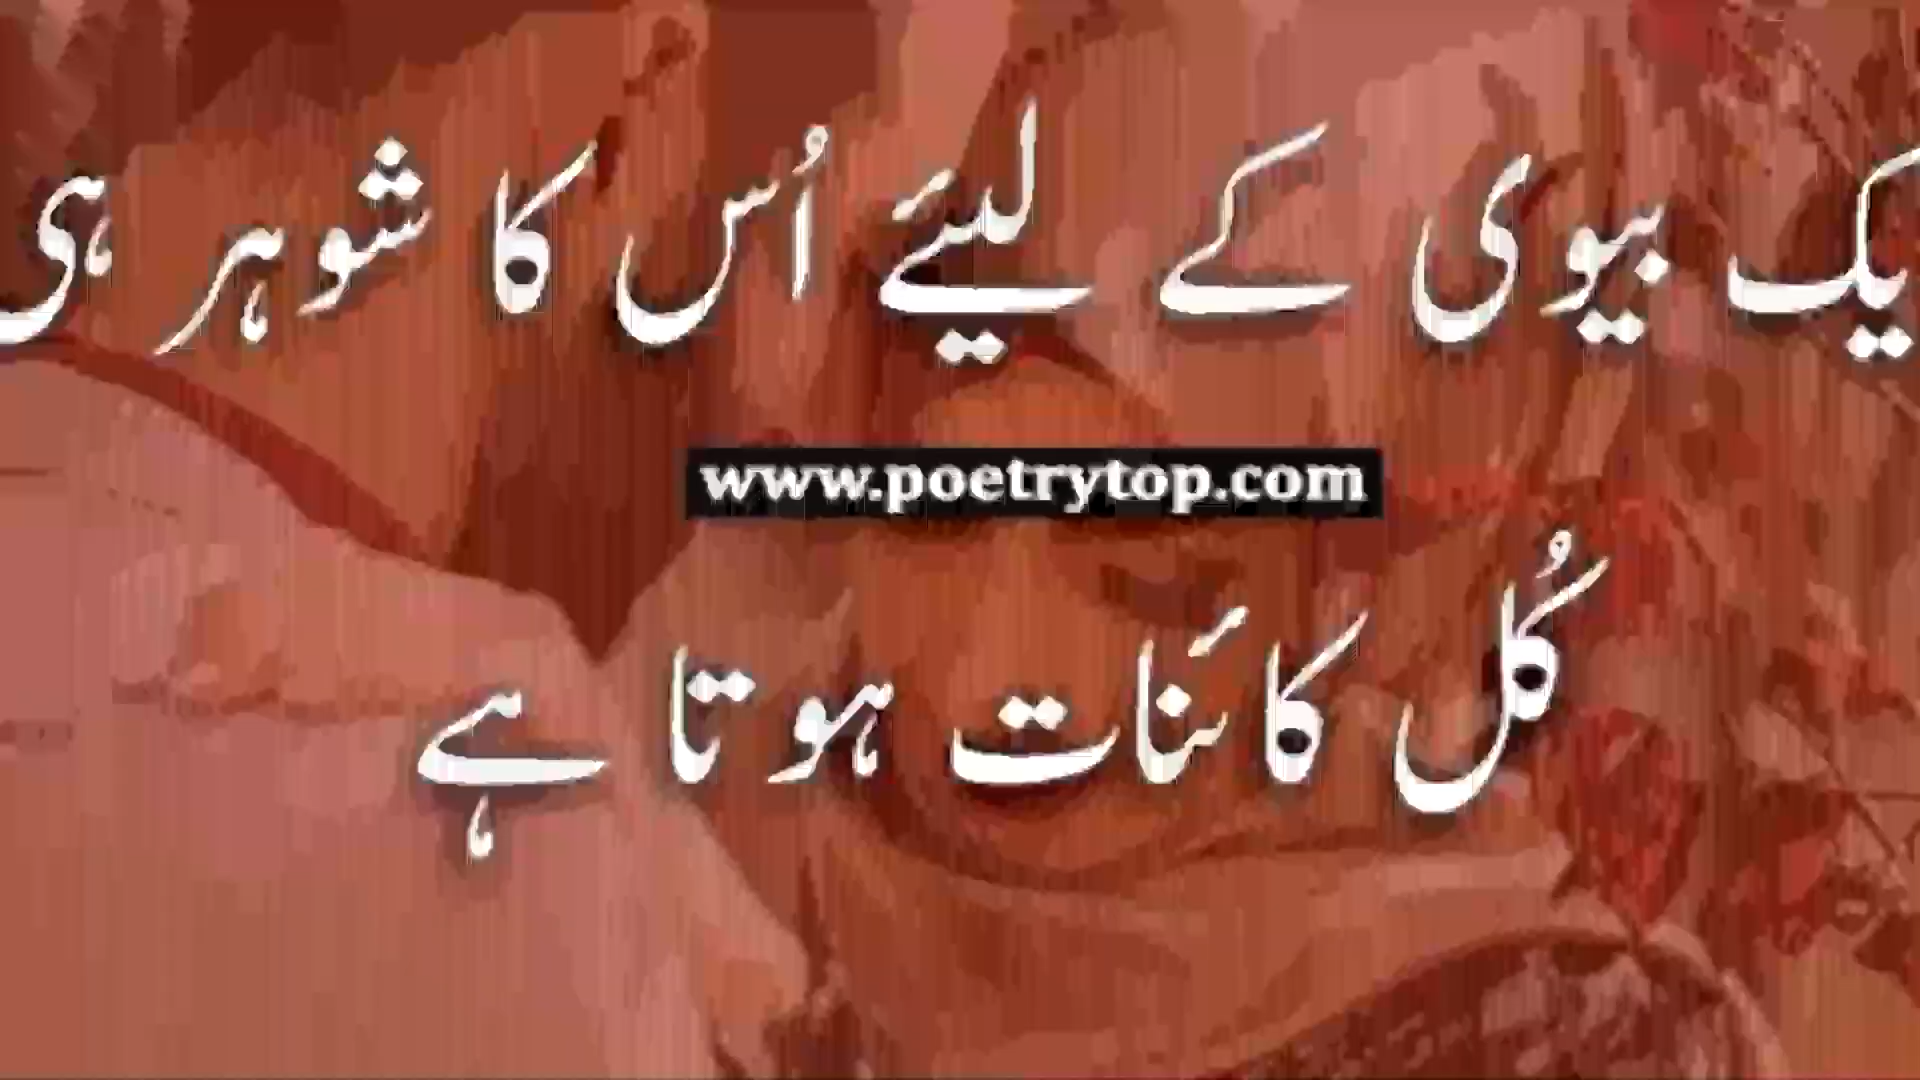 یک بیوی کے لیئے اُس کا شوہر ہی
www.poetrytop.com
کُل کائنات ہوتا ہے